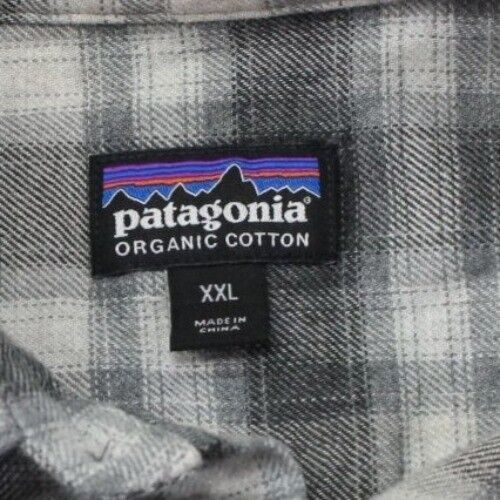 patagonia®
ORGANIC COTTON
XXL
MADE IN
CHINA